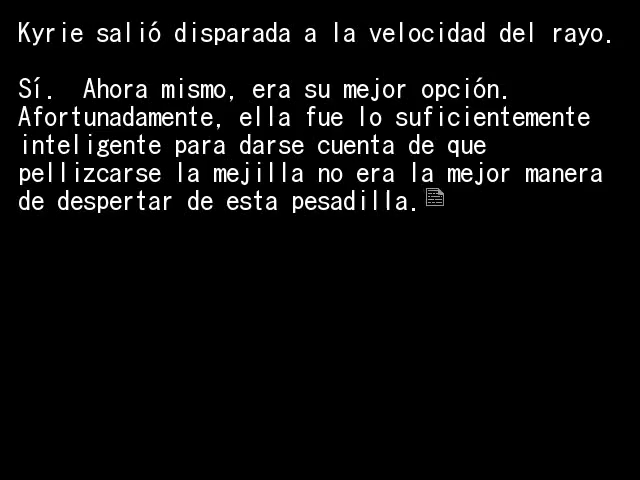 Kyrie salió disparada a la velocidad del rayo.
Sí.  Ahora mismo, era su mejor opción.
Afortunadamente, ella fue lo suficientemente
inteligente para darse cuenta de que
pellizcarse la mejilla no era la mejor manera
de despertar de esta pesadilla.